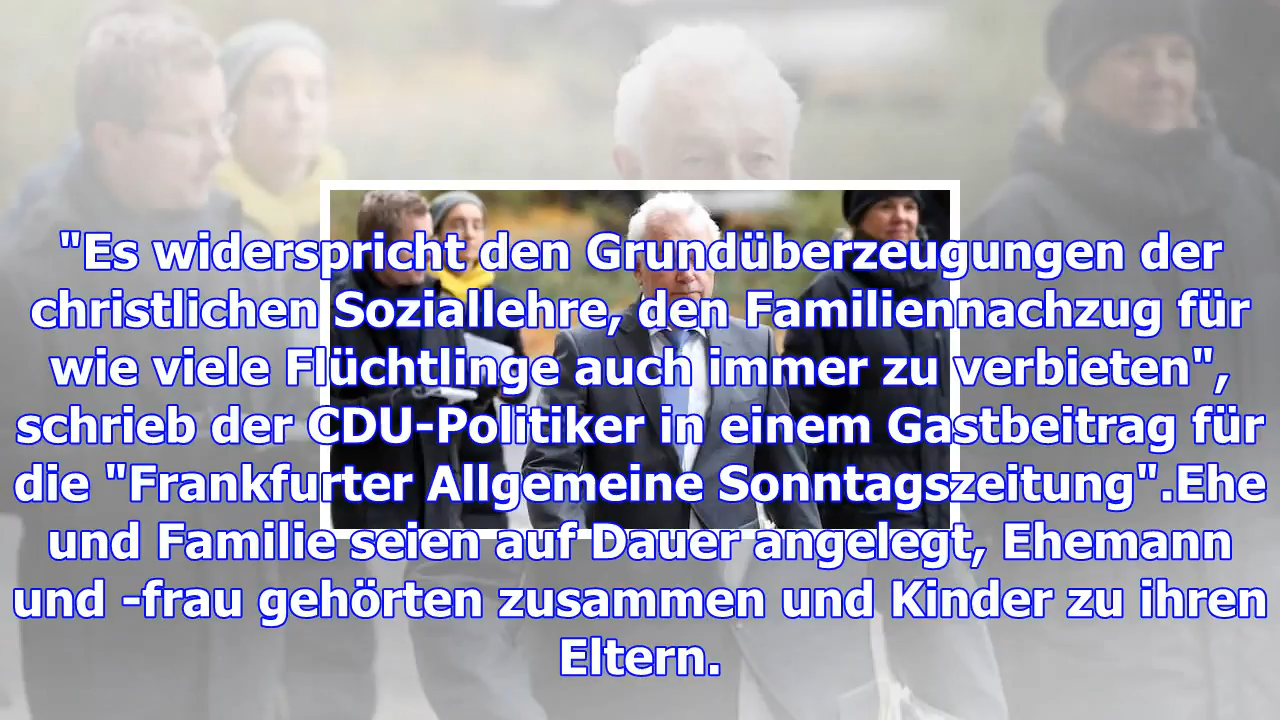 "Es widerspricht den Grundüberzeugungen der
christlichen Soziallehre, den Familiennachzug für
wie viele Flüchtlinge auch immer zu verbieten",
schrieb der CDU-Politiker in einem Gastbeitrag für
die "Frankfurter Allgemeine Sonntagszeitung".Ehe
und Familie seien auf Dauer angelegt, Ehemann
und -frau gehörten zusammen und Kinder zu ihren
Eltern.